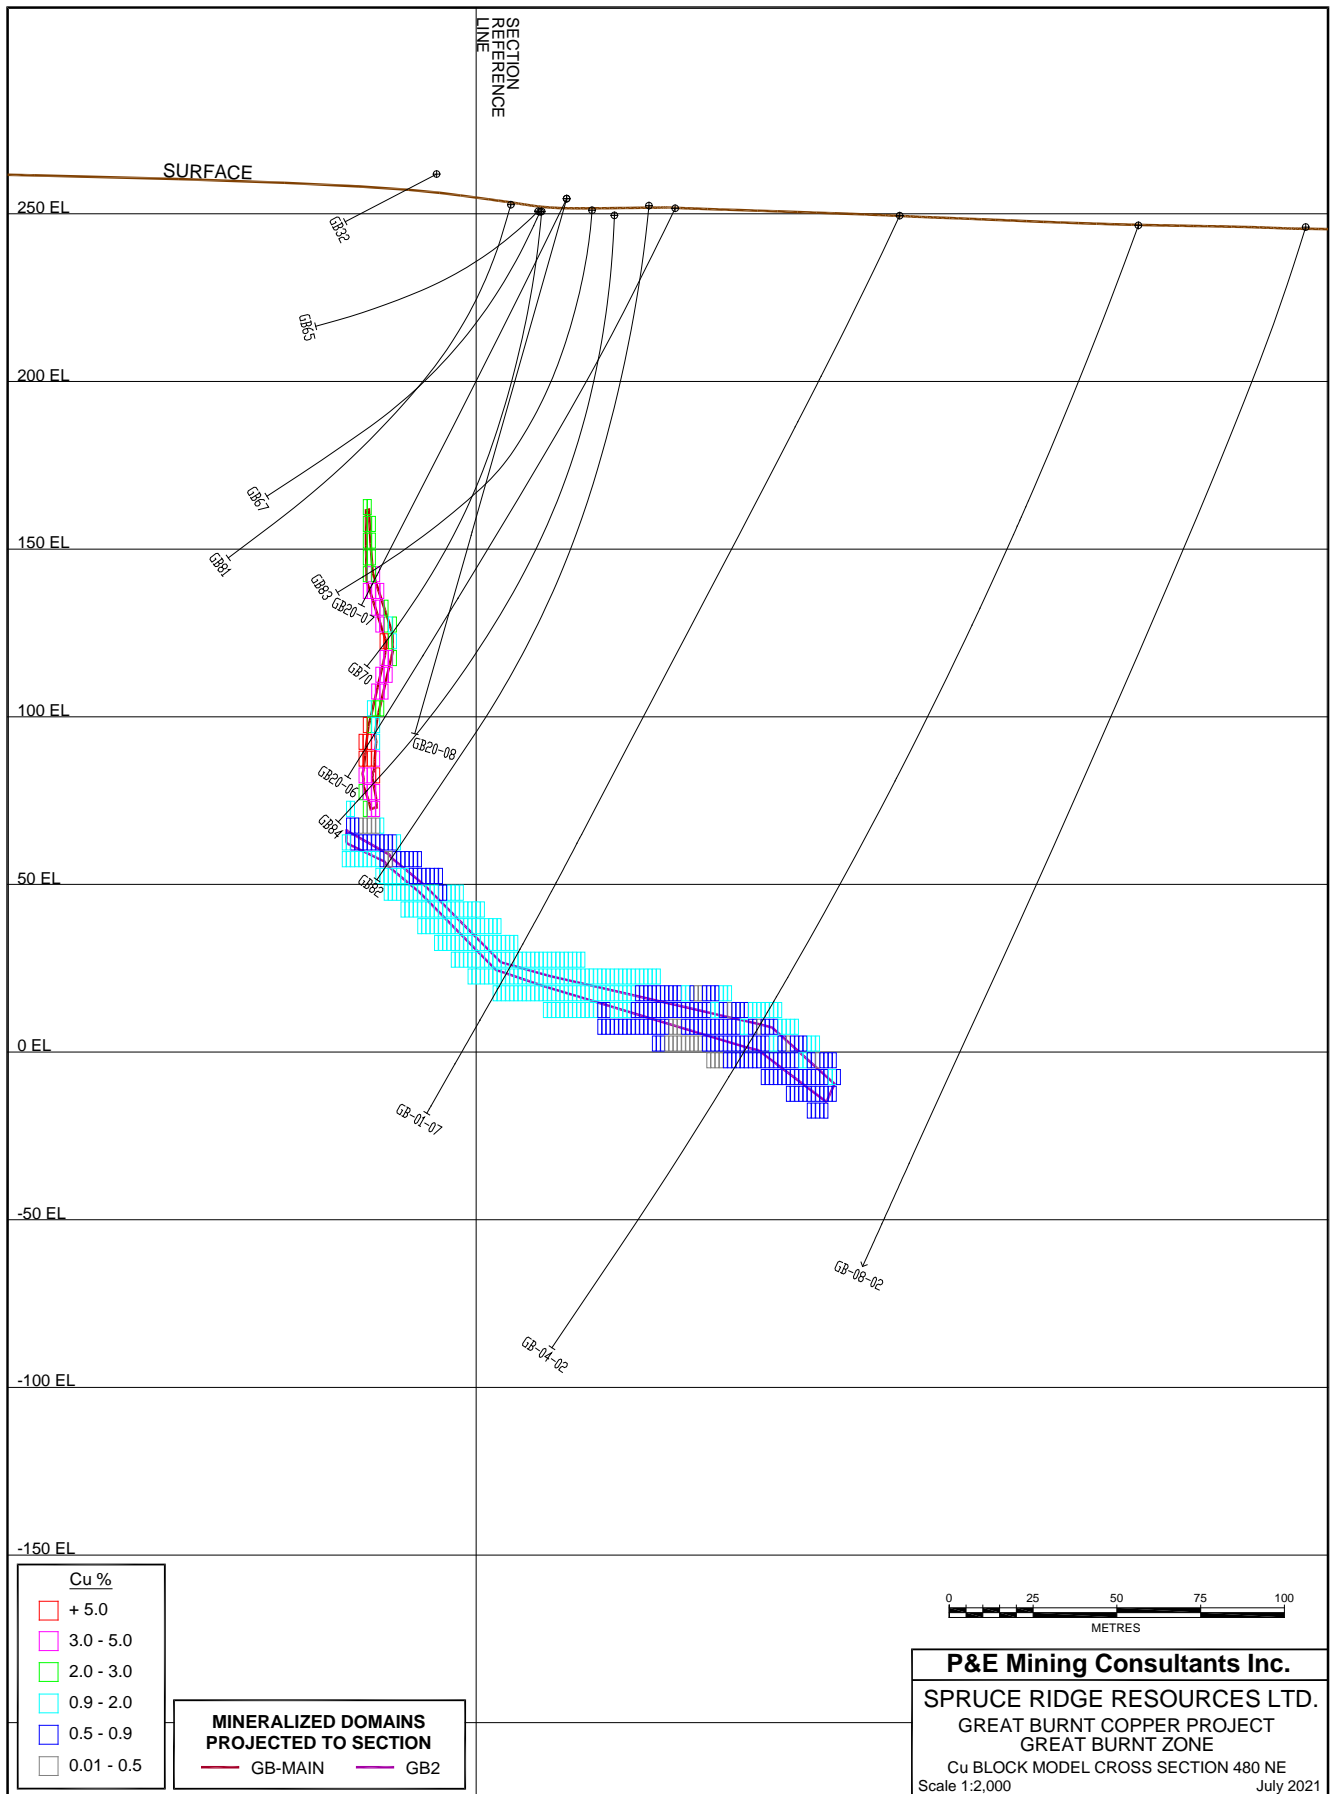 SECTION
REFERENCE
LINE
SURFACE
GB32
250 EL
GB65
200 EL
GB67
150 EL
GB81
GB83
GB20-07
GB70
100 EL
GB20-08
GB20-06
GB84
50 EL
GB82
0 EL
GB-01-07
-50 EL
GB-08-02
GB-04-02
-100 EL
-150 EL
Cu %
+ 5.0
3.0 - 5.0
2.0 - 3.0
0.9 - 2.0
0.5 - 0.9
0.01 - 0.5
MINERALIZED DOMAINS
PROJECTED TO SECTION
GB-MAIN GB2
0 25 50 75 100
METRES
P&E Mining Consultants Inc.
SPRUCE RIDGE RESOURCES LTD.
GREAT BURNT COPPER PROJECT
GREAT BURNT ZONE
Cu BLOCK MODEL CROSS SECTION 480 NE
Scale 1:2,000 July 2021